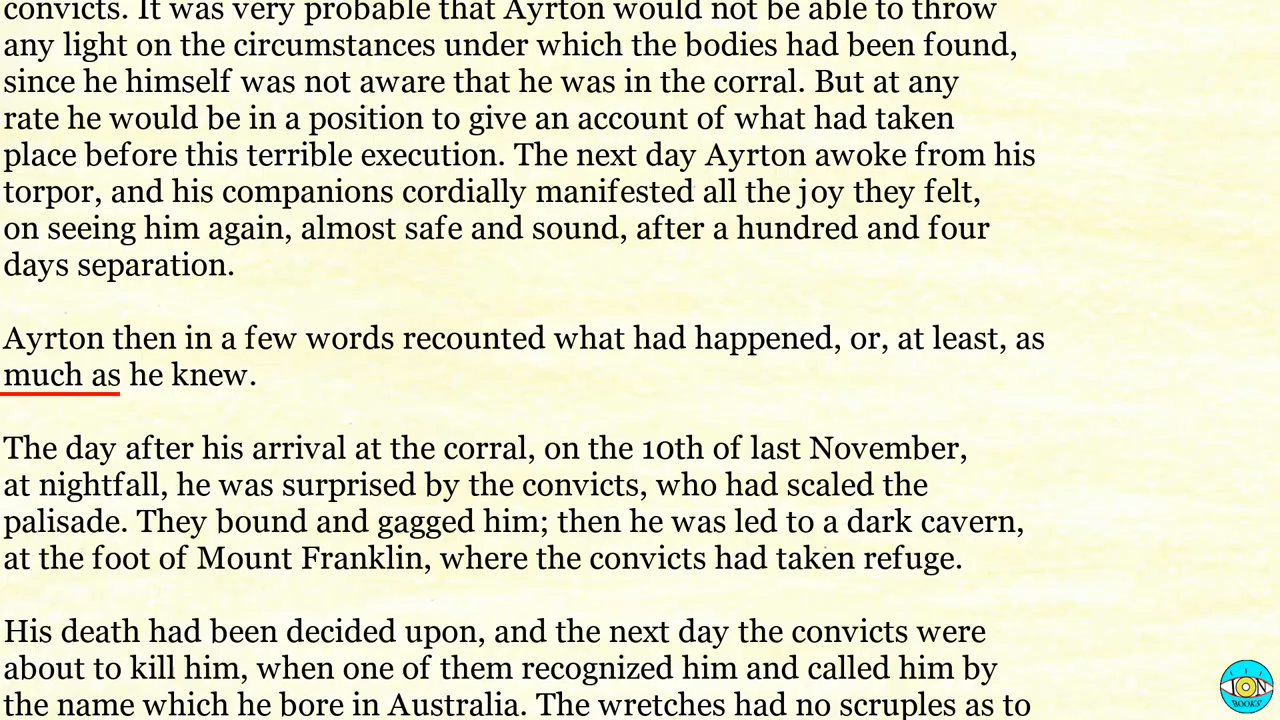 convicts. It was very probable that Ayrton would not be able to throw
any light on the circumstances under which the bodies had been found,
since he himself was not aware that he was in the corral. But at any
rate he would be in a position to give an account of what had taken
place before this terrible execution. The next day Ayrton awoke from his
torpor, and his companions cordially manifested all the joy they felt,
on seeing him again, almost safe and sound, after a hundred and four
days separation.
Ayrton then in a few words recounted what had happened, or, at least, as
much as he knew.
The day after his arrival at the corral, on the 10th of last November,
at nightfall, he was surprised by the convicts, who had scaled the
palisade. They bound and gagged him; then he was led to a dark cavern,
at the foot of Mount Franklin, where the convicts had taken refuge.
His death had been decided upon, and the next day the convicts were
about to kill him, when one of them recognized him and called him by
the name which he bore in Australia. The wretches had no scruples as to
ION
BOOKS